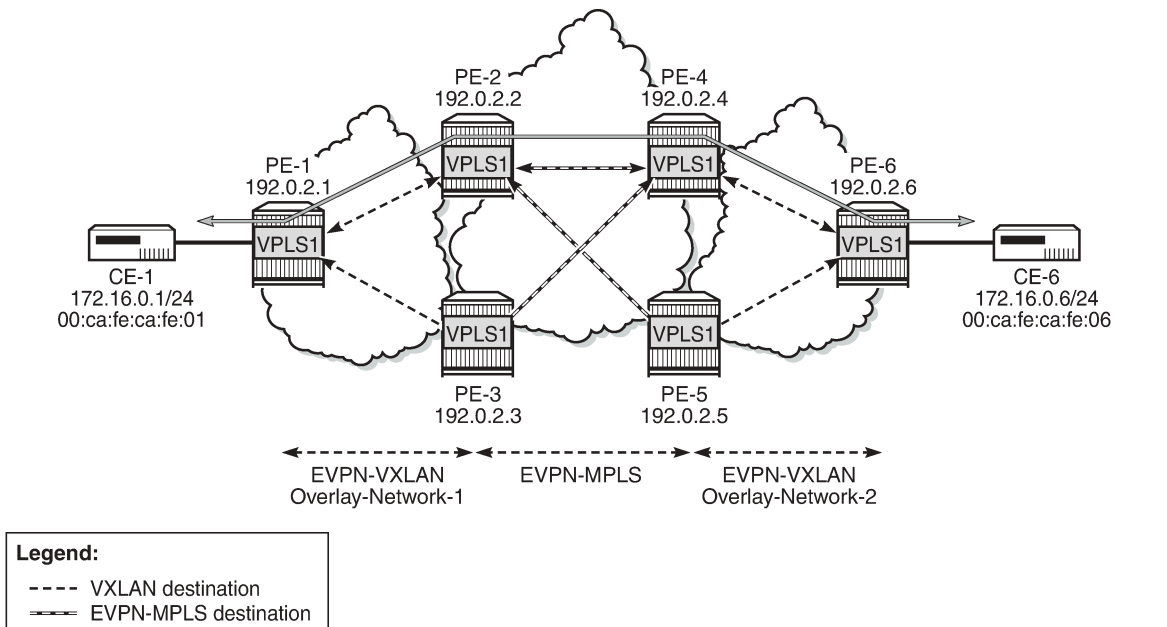 PE-2
192.0.2.2
PE-4
192.0.2.4
PE-1
192.0.2.1
PE-6
192.0.2.6
VPLS1
VPLS1
VPLS1
VPLS1
CE-1
172.16.0.1/24
00:ca:fe:ca:fe:01
CE-6
172.16.0.6/24
00:ca:fe:ca:fe:06
VPLS1
VPLS1
PE-3
192.0.2.3
PE-5
192.0.2.5
EVPN-VXLAN
Overlay-Network-1
EVPN-MPLS
EVPN-VXLAN
Overlay-Network-2
Legend:
VXLAN destination
EVPN-MPLS destination